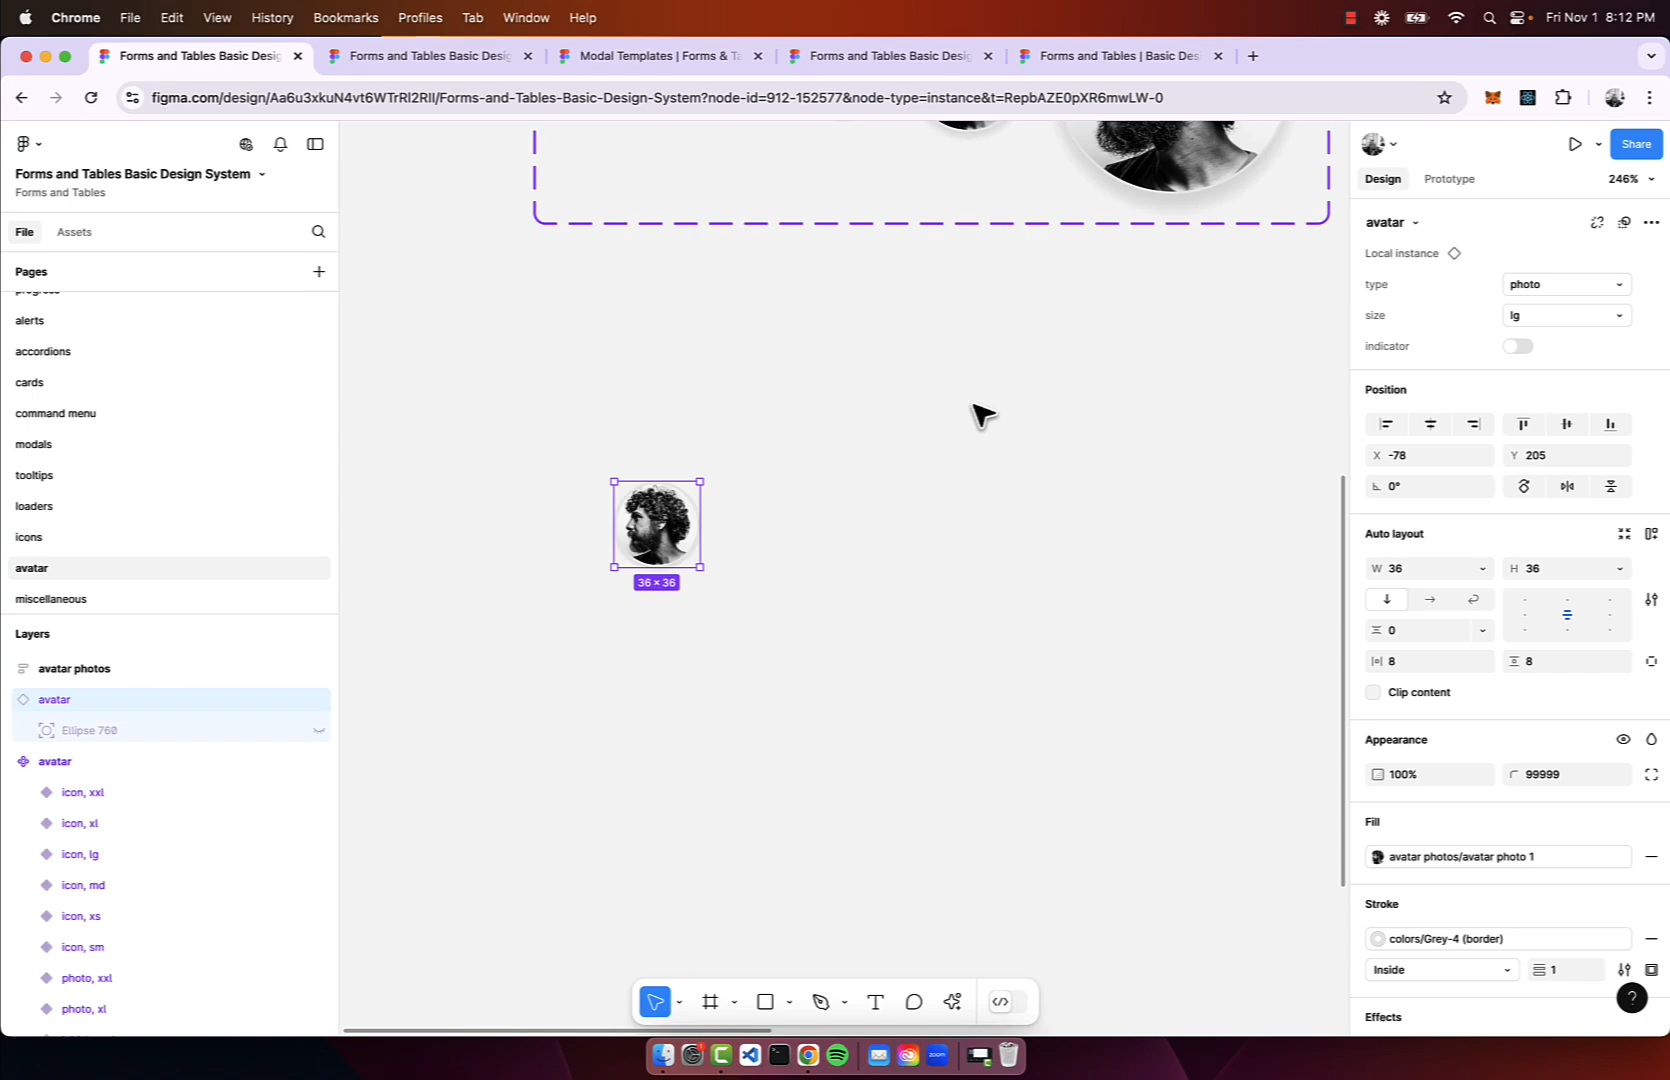 Chrome File Edit View History Bookmarks Profiles Tab Window Help Fri Nov 1 8:12 PM
Forms and Tables Basic Desig Forms and Tables Basic Desig Modal Templates | Forms & Ta Forms and Tables Basic Desig Forms and Tables | Basic Des
figma.com/design/Aa6u3xkuN4vt6WTrRI2RIl/Forms-and-Tables-Basic-Design-System?node-id=912-152577&node-type=instance&t=RepbAZE0pXR6mwLW-0
Forms and Tables Basic Design System
Forms and Tables
File Assets
Pages
progress
alerts
accordions
cards
command menu
modals
tooltips
loaders
icons
avatar
miscellaneous
Layers
avatar photos
avatar
Ellipse 760
avatar
icon, xxl
icon, xl
icon, lg
icon, md
icon, xs
icon, sm
photo, xxl
photo, xl
36 × 36
Share
Design Prototype 246%
avatar
Local instance
type photo
size lg
indicator
Position
X -78 Y 205
0°
Auto layout
W 36 H 36
0
8 8
Clip content
Appearance
100% 99999
Fill
avatar photos/avatar photo 1
Stroke
colors/Grey-4 (border)
Inside 1
?
Effects
zoom